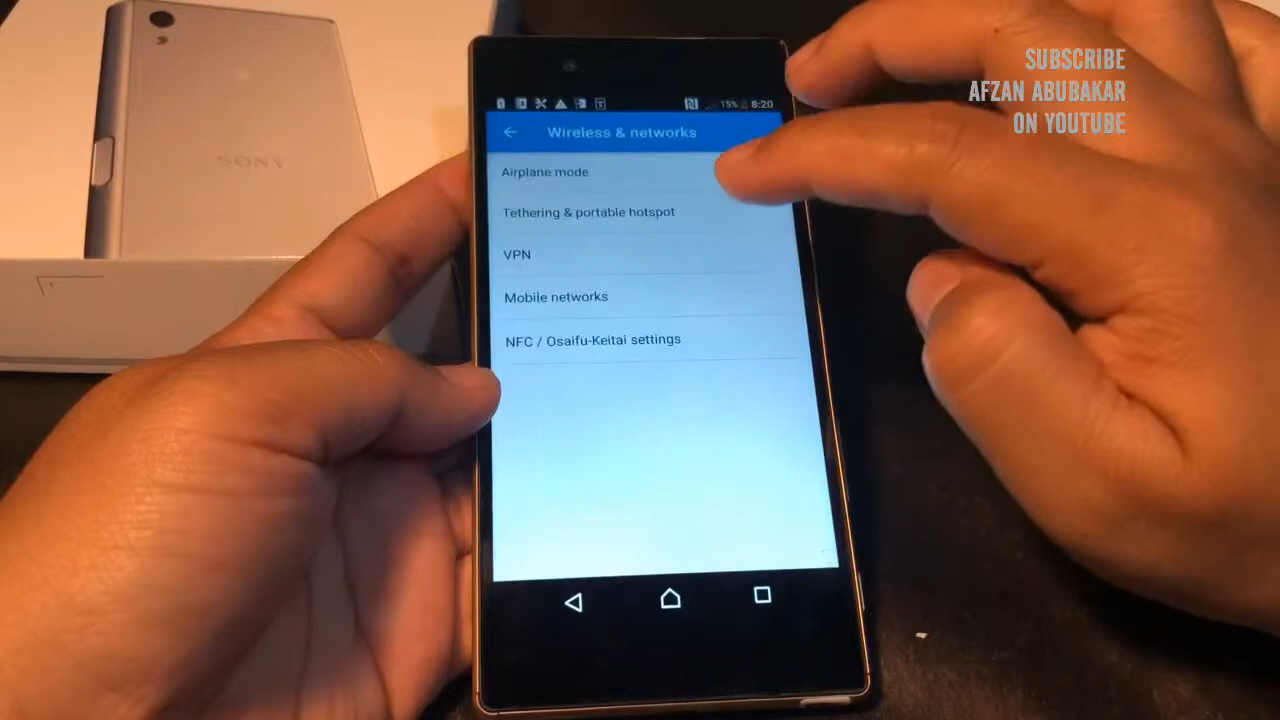 SONY
SUBSCRIBE
AFZAN ABUBAKAR
ON YOUTUBE
15% 8:20
Wireless & networks
Airplane mode
Tethering & portable hotspot
VPN
Mobile networks
NFC / Osaifu-Keitai settings